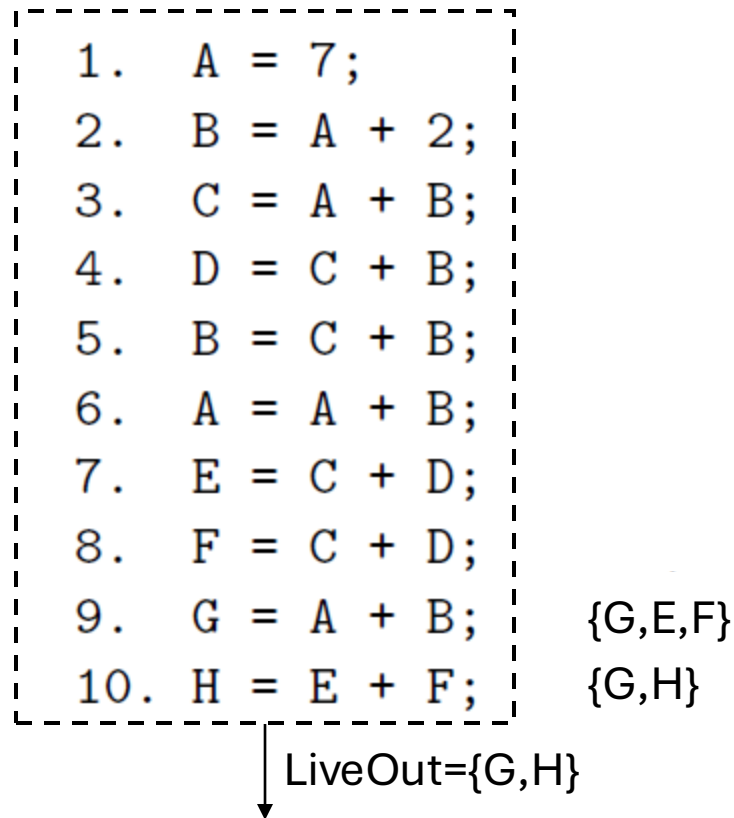 1. A = 7;
2. B = A + 2;
3. C = A + B;
4. D = C + B;
5. B = C + B;
6. A = A + B;
7. E = C + D;
8. F = C + D;
9. G = A + B; {G,E,F}
10. H = E + F; {G,H}
LiveOut={G,H}